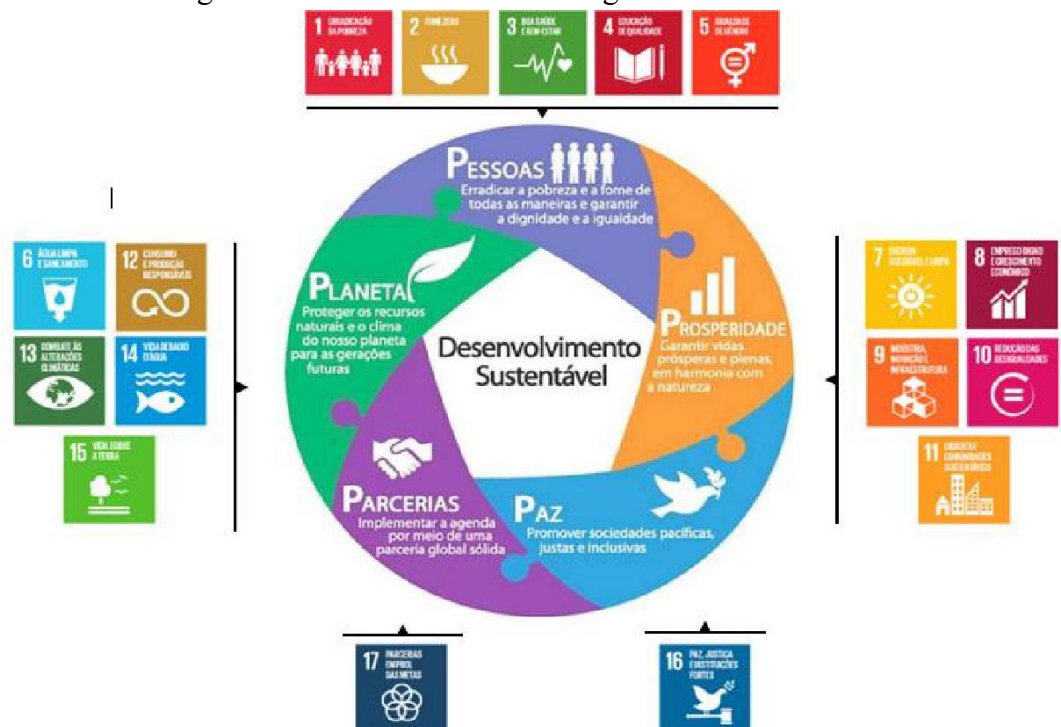 1 ERRADICAÇÃO
DA POBREZA
2 FOME ZERO
3 BOA SAÚDE
E BEM-ESTAR
4 EDUCAÇÃO
DE QUALIDADE
5 IGUALDADE
DE GÊNERO
PESSOAS
Erradicar a pobreza e a fome de
todas as maneiras e garantir
a dignidade e a igualdade
6 ÁGUA LIMPA
E SANEAMENTO
12 CONSUMO
E PRODUÇÃO
RESPONSÁVEIS
13 COMBATE ÀS
ALTERAÇÕES
CLIMÁTICAS
14 VIDA DEBAIXO
D'ÁGUA
15 VIDA SOBRE
A TERRA
PLANETA
Proteger os recursos
naturais e o clima
do nosso planeta
para as gerações
futuras
Desenvolvimento
Sustentável
PROSPERIDADE
Garantir vidas
prósperas e plenas,
em harmonia com
a natureza
7 ENERGIA
ACESSÍVEL E LIMPA
8 EMPREGO DIGNO
E CRESCIMENTO
ECONÔMICO
9 INDÚSTRIA,
INOVAÇÃO E
INFRAESTRUTURA
10 REDUÇÃO DAS
DESIGUALDADES
11 CIDADES E
COMUNIDADES
SUSTENTÁVEIS
PARCERIAS
Implementar a agenda
por meio de uma
parceria global sólida
PAZ
Promover sociedades pacíficas,
justas e inclusivas
17 PARCERIAS
EM PROL
DAS METAS
16 PAZ, JUSTIÇA
E INSTITUIÇÕES
FORTES